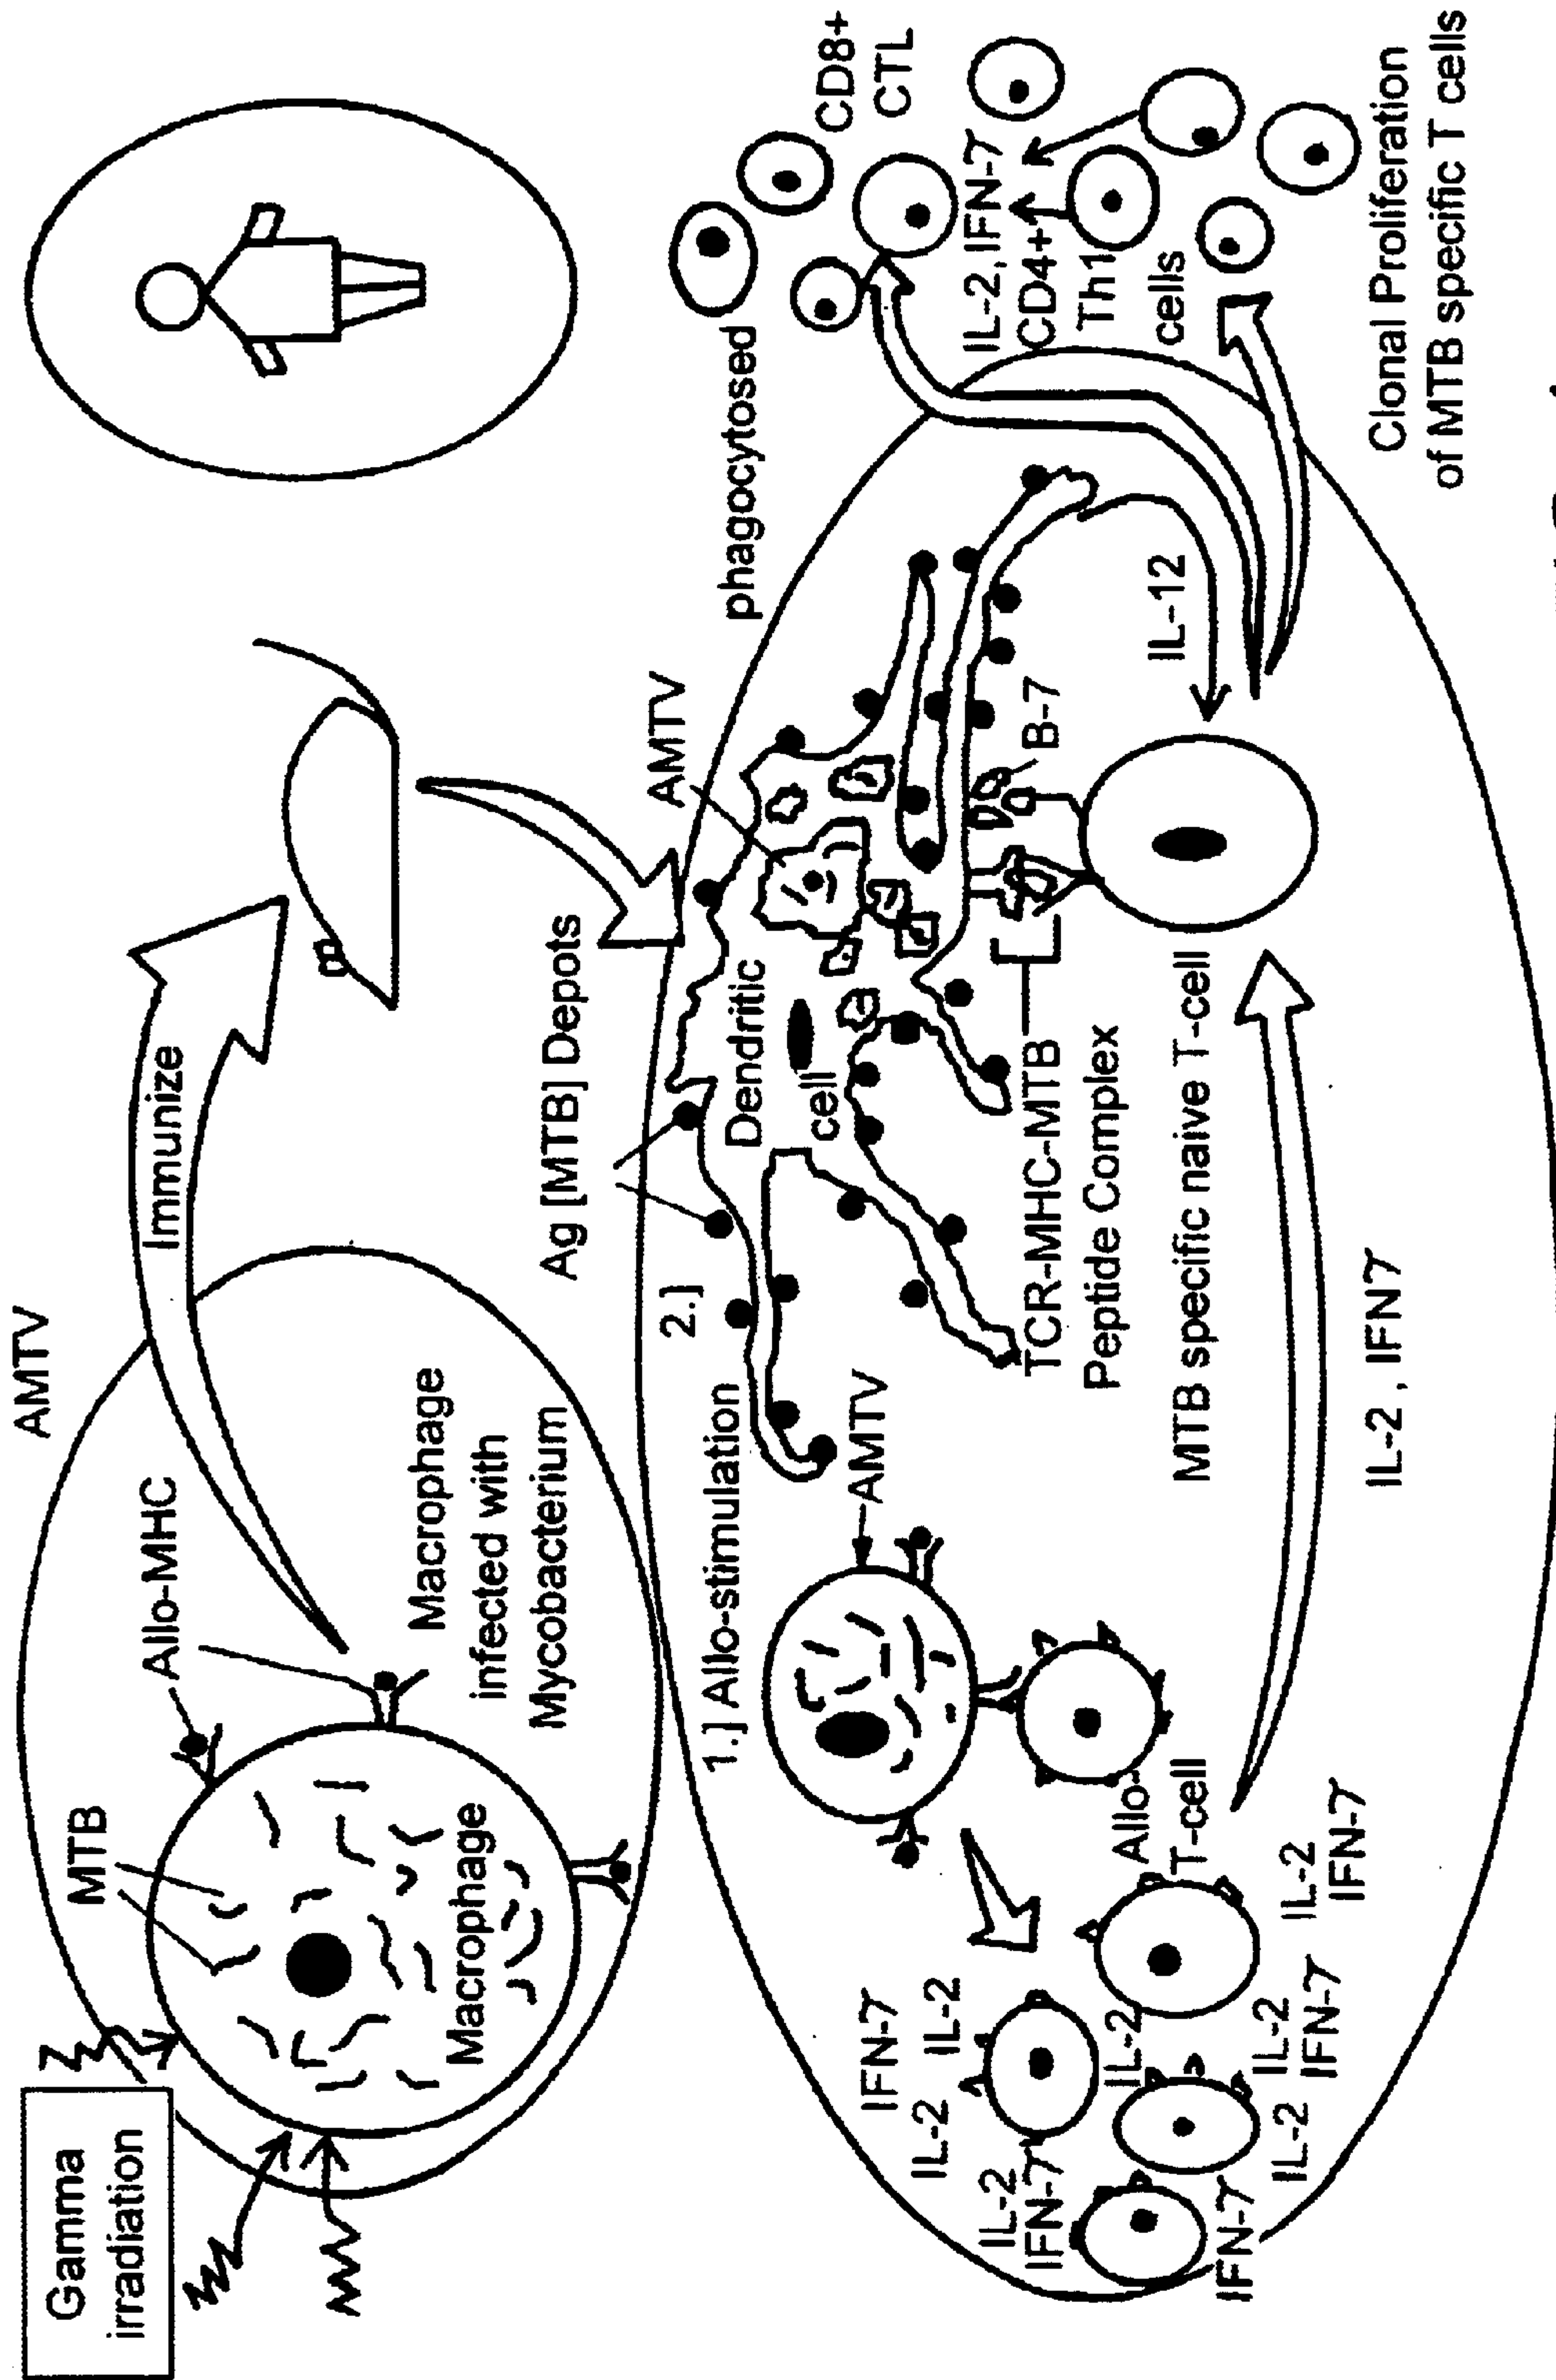 Gamma
irradiation
AMTV
MTB
Allo-MHC
Immunize
Macrophage
Macrophage
infected with
Mycobacterium
Ag [MTB] Depots
1.] Allo-stimulation
2.]
AMTV
phagocytosed
Dendritic
cell
AMTV
CD8+
CTL
IFN-γ
IL-2
IL-2
IL-2
IFN-γ
IL-2
Allo-
T-cell
IFN-γ
IL-2
IL-2
IFN-γ
IL-2
IFN-γ
TCR-MHC-MTB
Peptide Complex
B-7
IL-12
MTB specific naive T-cell
IL-2, IFN-γ
CD4+
Th1
cells
IL-2, IFNγ
Clonal Proliferation
of MTB specific T cells